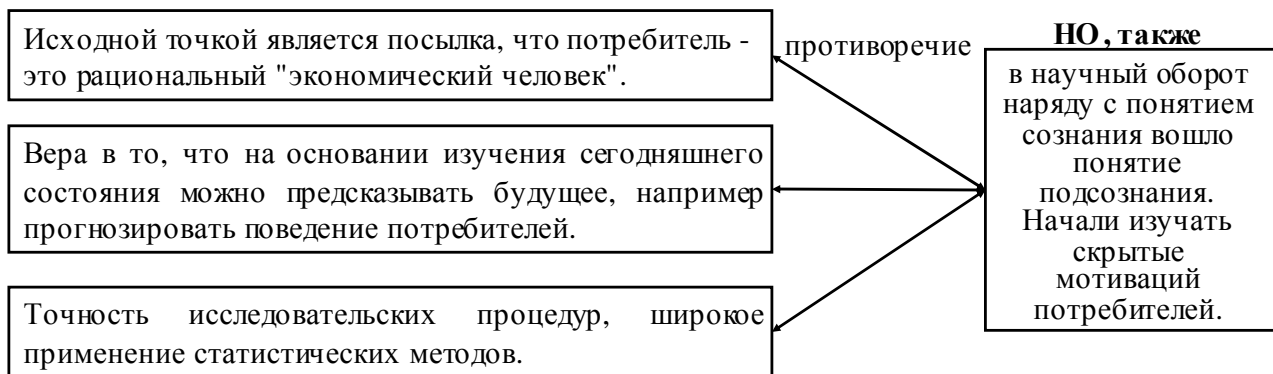 Исходной точкой является посылка, что потребитель -
это рациональный "экономический человек".
Вера в то, что на основании изучения сегодняшнего
состояния можно предсказывать будущее, например
прогнозировать поведение потребителей.
Точность исследовательских процедур, широкое
применение статистических методов.
противоречие
НО, также
в научный оборот
наряду с понятием
сознания вошло
понятие
подсознания.
Начали изучать
скрытые
мотиваций
потребителей.